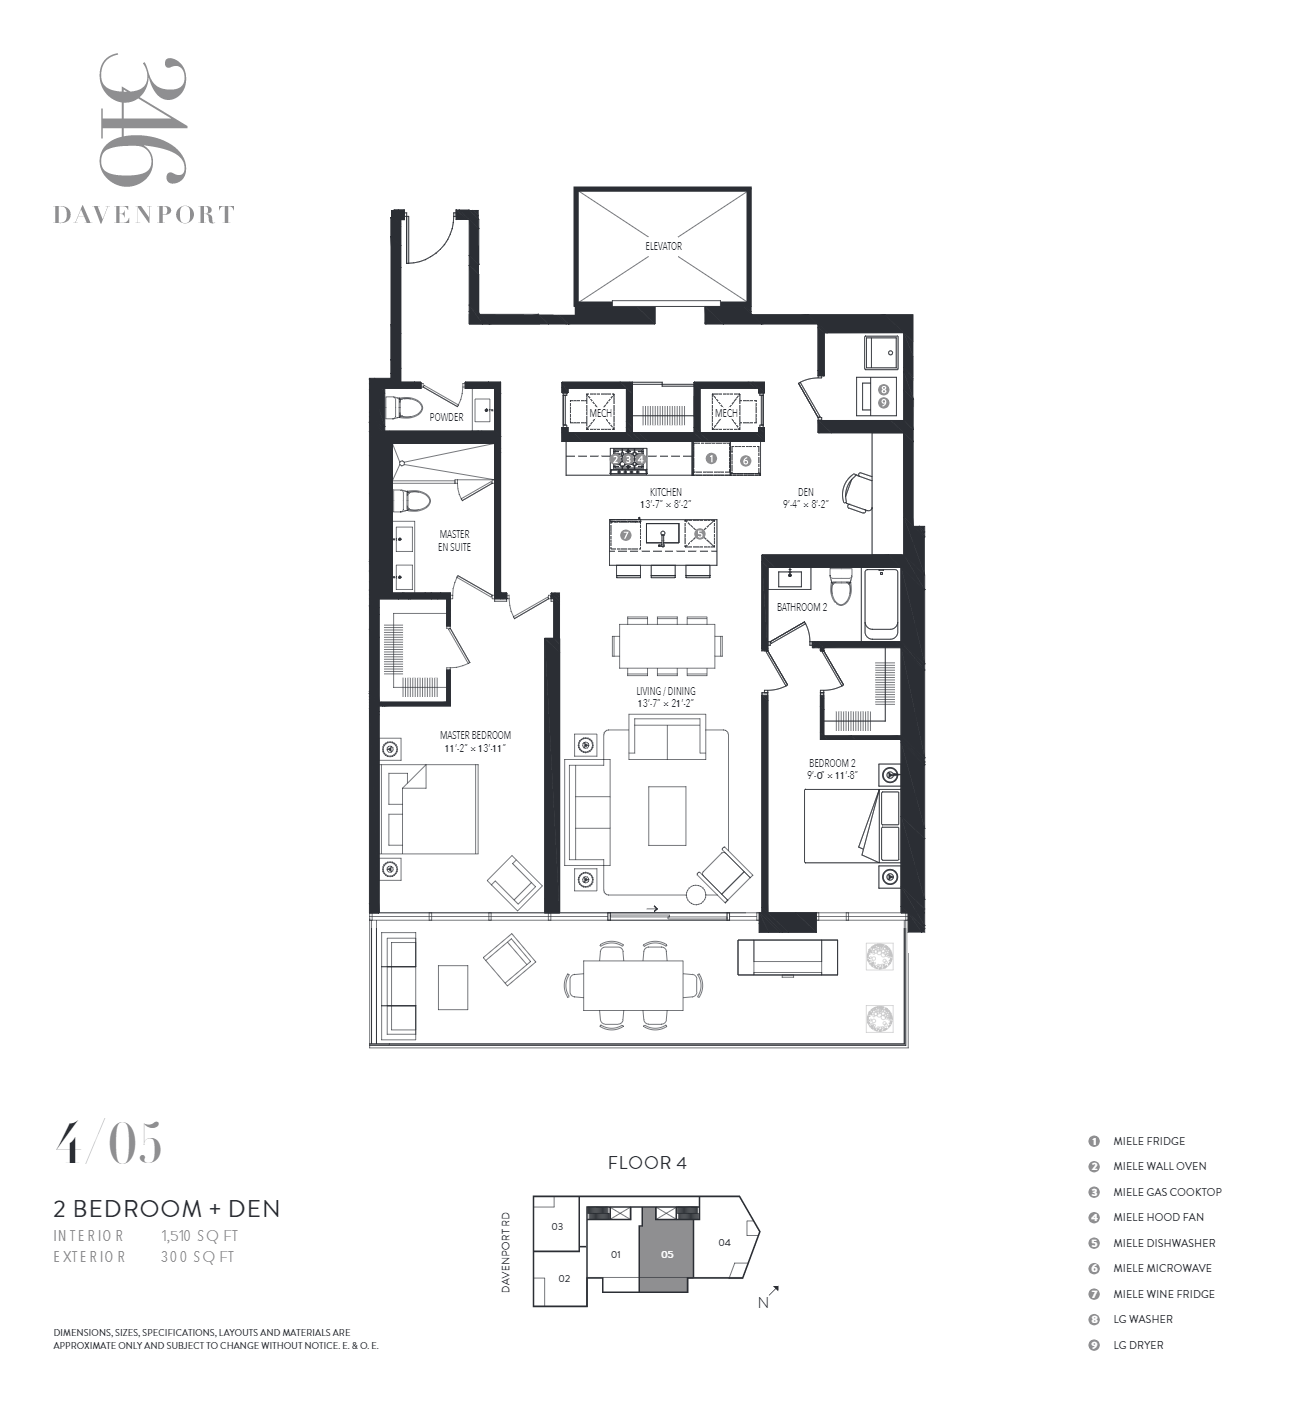 346
DAVENPORT
ELEVATOR
8
9
POWDER
MECH
MECH
2 3 4
1
6
KITCHEN
13'-7" × 8'-2"
DEN
9'-4" × 8'-2"
7
5
MASTER
EN SUITE
BATHROOM 2
LIVING / DINING
13'-7" × 21'-2"
MASTER BEDROOM
11'-2" × 13'-11"
BEDROOM 2
9'-0" × 11'-8"
4/05
2 BEDROOM + DEN
INTERIOR 1,510 SQ FT
EXTERIOR 300 SQ FT
DIMENSIONS, SIZES, SPECIFICATIONS, LAYOUTS AND MATERIALS ARE
APPROXIMATE ONLY AND SUBJECT TO CHANGE WITHOUT NOTICE. E. & O. E.
FLOOR 4
DAVENPORT RD
03
02
01
05
04
N
1 MIELE FRIDGE
2 MIELE WALL OVEN
3 MIELE GAS COOKTOP
4 MIELE HOOD FAN
5 MIELE DISHWASHER
6 MIELE MICROWAVE
7 MIELE WINE FRIDGE
8 LG WASHER
9 LG DRYER